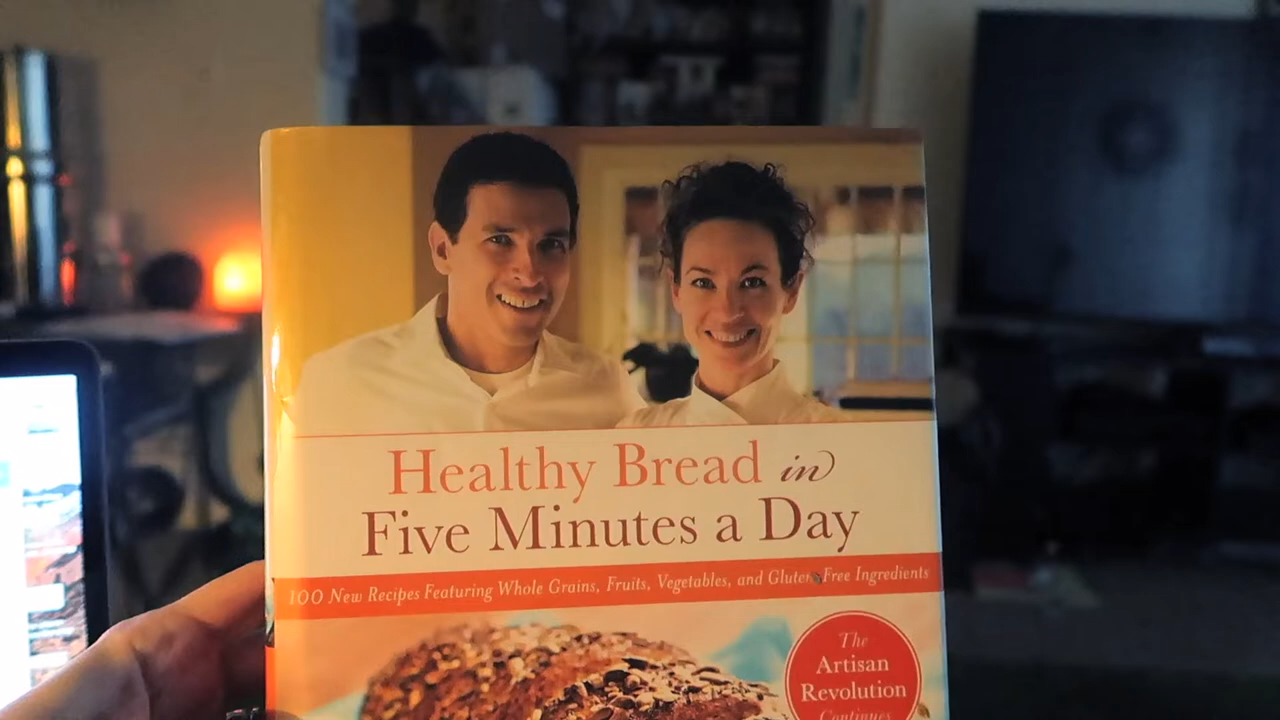 Healthy Bread in
Five Minutes a Day
100 New Recipes Featuring Whole Grains, Fruits, Vegetables, and Gluten-Free Ingredients
The
Artisan
Revolution
Continues